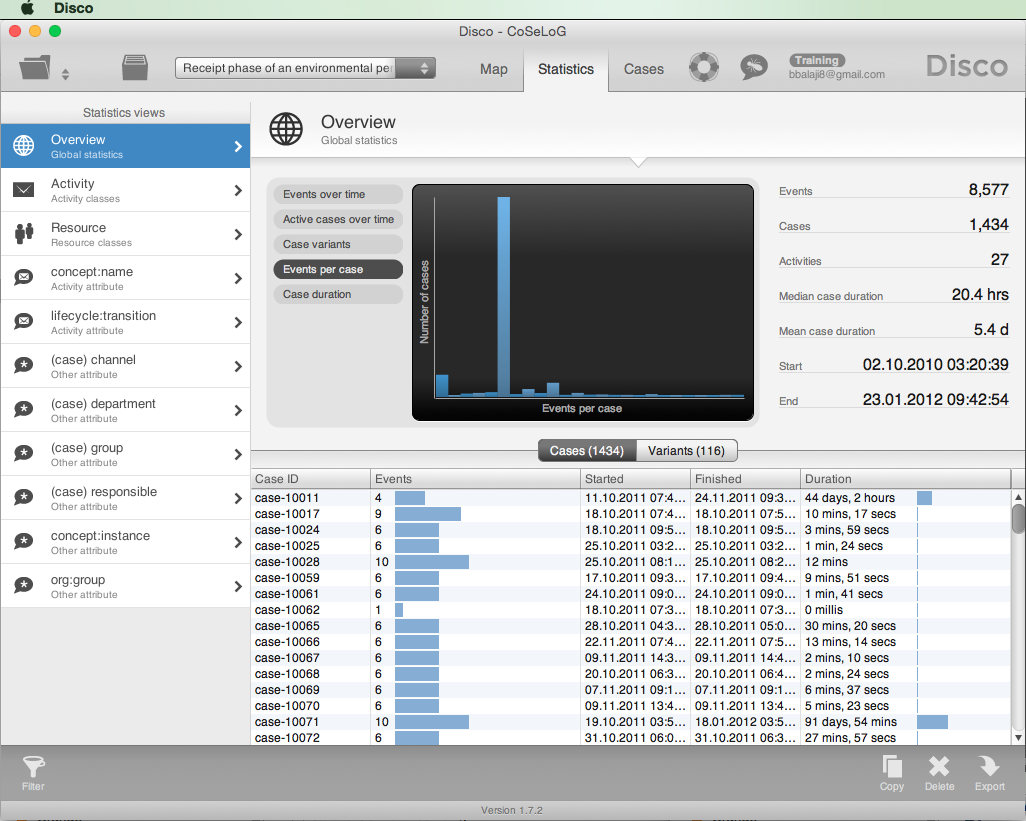 Disco
Disco - CoSeLoG
Receipt phase of an environmental per
Map
Statistics
Cases
Training
bbalaji8@gmail.com
Disco
Statistics views
Overview
Global statistics
Activity
Activity classes
Resource
Resource classes
concept:name
Activity attribute
lifecycle:transition
Activity attribute
(case) channel
Other attribute
(case) department
Other attribute
(case) group
Other attribute
(case) responsible
Other attribute
concept:instance
Other attribute
org:group
Other attribute
Overview
Global statistics
Events over time
Active cases over time
Case variants
Events per case
Case duration
Number of cases
Events per case
Events 8,577
Cases 1,434
Activities 27
Median case duration 20.4 hrs
Mean case duration 5.4 d
Start 02.10.2010 03:20:39
End 23.01.2012 09:42:54
Cases (1434) Variants (116)
Case ID Events Started Finished Duration
case-10011 4 11.10.2011 07:4... 24.11.2011 09:3... 44 days, 2 hours
case-10017 9 18.10.2011 07:4... 18.10.2011 07:5... 10 mins, 17 secs
case-10024 6 18.10.2011 09:5... 18.10.2011 09:5... 3 mins, 59 secs
case-10025 6 25.10.2011 03:2... 25.10.2011 03:2... 1 min, 24 secs
case-10028 10 25.10.2011 08:1... 25.10.2011 08:2... 12 mins
case-10059 6 17.10.2011 09:3... 17.10.2011 09:4... 9 mins, 51 secs
case-10061 6 24.10.2011 09:0... 24.10.2011 09:0... 1 min, 41 secs
case-10062 1 18.10.2011 07:3... 18.10.2011 07:3... 0 millis
case-10065 6 28.10.2011 04:3... 28.10.2011 05:0... 30 mins, 20 secs
case-10066 6 22.11.2011 07:4... 22.11.2011 07:5... 13 mins, 14 secs
case-10067 6 09.11.2011 14:3... 09.11.2011 14:4... 2 mins, 10 secs
case-10068 6 20.10.2011 06:3... 20.10.2011 06:4... 2 mins, 24 secs
case-10069 6 07.11.2011 09:1... 07.11.2011 09:1... 6 mins, 37 secs
case-10070 6 09.11.2011 13:4... 09.11.2011 13:4... 5 mins, 23 secs
case-10071 10 19.10.2011 03:5... 18.01.2012 03:5... 91 days, 54 mins
case-10072 6 31.10.2011 06:0... 31.10.2011 06:3... 27 mins, 57 secs
Filter
Copy
Delete
Export
Version 1.7.2